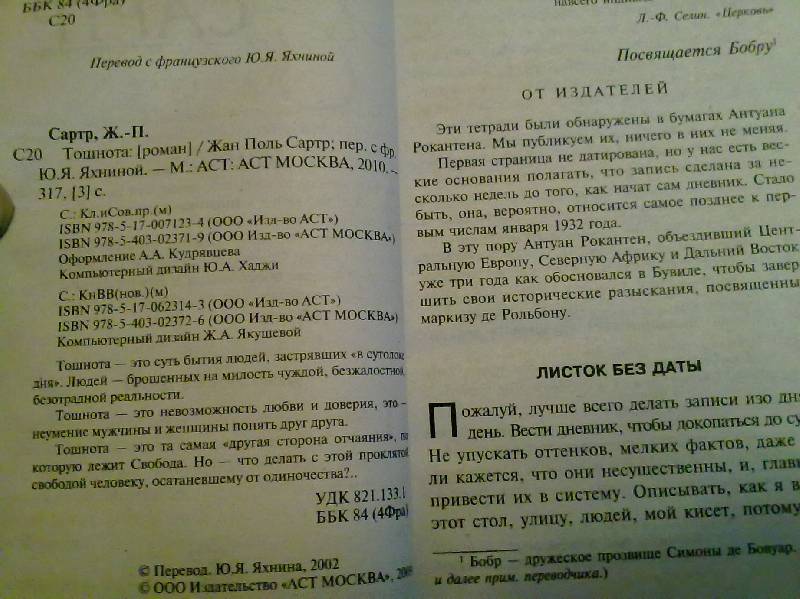 ББК 84 (4Фра)
С20
Перевод с французского Ю.Я. Яхниной
Сартр, Ж.-П.
С20 Тошнота: [роман] / Жан Поль Сартр; пер. с фр.
Ю.Я. Яхниной. — М.: АСТ: АСТ МОСКВА, 2010. –
317, [3] с.
С.: Кл.иСов.пр.(м)
ISBN 978-5-17-007123-4 (ООО «Изд-во АСТ»)
ISBN 978-5-403-02371-9 (ООО Изд-во «АСТ МОСКВА»)
Оформление А.А. Кудрявцева
Компьютерный дизайн Ю.А. Хаджи
С.: КнВВ(нов.)(м)
ISBN 978-5-17-062314-3 (ООО «Изд-во АСТ»)
ISBN 978-5-403-02372-6 (ООО Изд-во «АСТ МОСКВА»)
Компьютерный дизайн Ж.А. Якушевой
Тошнота — это суть бытия людей, застрявших «в сутолоке
дня». Людей — брошенных на милость чуждой, безжалостной,
безотрадной реальности.
Тошнота — это невозможность любви и доверия, это –
неумение мужчины и женщины понять друг друга.
Тошнота — это та самая «другая сторона отчаяния», по
которую лежит Свобода. Но — что делать с этой проклятой
свободой человеку, осатаневшему от одиночества?..
УДК 821.133.1
ББК 84 (4Фра)
© Перевод. Ю.Я. Яхнина, 2002
© ООО Издательство «АСТ МОСКВА»,
Л.-Ф. Селин. «Церковь»
Посвящается Бобру¹
ОТ ИЗДАТЕЛЕЙ
Эти тетради были обнаружены в бумагах Антуана
Рокантена. Мы публикуем их, ничего в них не меняя.
Первая страница не датирована, но у нас есть вес-
кие основания полагать, что запись сделана за не-
сколько недель до того, как начат сам дневник. Стало
быть, она, вероятно, относится самое позднее к пер-
вым числам января 1932 года.
В эту пору Антуан Рокантен, объездивший Цент-
ральную Европу, Северную Африку и Дальний Восток,
уже три года как обосновался в Бувиле, чтобы завер-
шить свои исторические разыскания, посвященные
маркизу де Рольбону.
ЛИСТОК БЕЗ ДАТЫ
Пожалуй, лучше всего делать записи изо дня
день. Вести дневник, чтобы докопаться до су
Не упускать оттенков, мелких фактов, даже
ли кажется, что они несущественны, и, главн
привести их в систему. Описывать, как я в
этот стол, улицу, людей, мой кисет, потому
¹ Бобр — дружеское прозвище Симоны де Бовуар.
и далее прим. переводчика.)